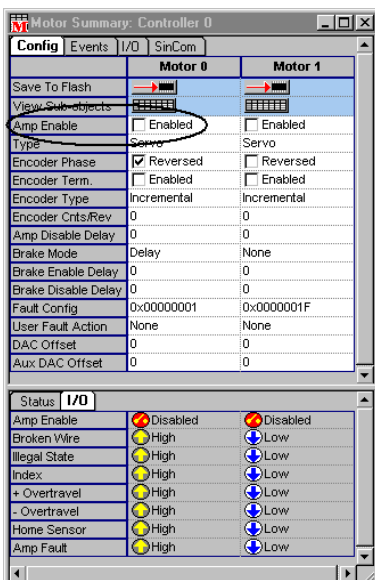 Motor Summary: Controller 0
Config Events I/O SinCom
Motor 0 Motor 1
Save To Flash
View Sub-objects
Amp Enable Enabled Enabled
Type Servo Servo
Encoder Phase Reversed Reversed
Encoder Term. Enabled Enabled
Encoder Type Incremental Incremental
Encoder Cnts/Rev 0 0
Amp Disable Delay 0 0
Brake Mode Delay None
Brake Enable Delay 0 0
Brake Disable Delay 0 0
Fault Config 0x00000001 0x0000001F
User Fault Action None None
DAC Offset 0 0
Aux DAC Offset 0 0
Status I/O
Amp Enable Disabled Disabled
Broken Wire High Low
Illegal State High Low
Index High Low
+ Overtravel High Low
- Overtravel High Low
Home Sensor High Low
Amp Fault High Low